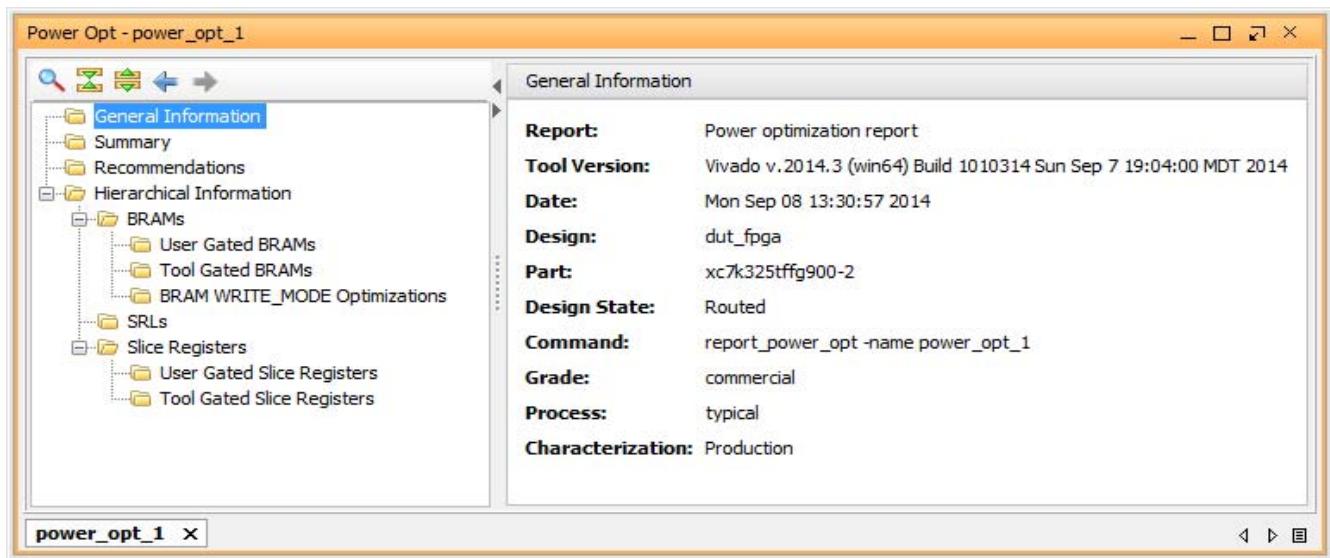 Power Opt - power_opt_1
General Information
Summary
Recommendations
Hierarchical Information
BRAMs
User Gated BRAMs
Tool Gated BRAMs
BRAM WRITE_MODE Optimizations
SRLs
Slice Registers
User Gated Slice Registers
Tool Gated Slice Registers
General Information
Report: Power optimization report
Tool Version: Vivado v.2014.3 (win64) Build 1010314 Sun Sep 7 19:04:00 MDT 2014
Date: Mon Sep 08 13:30:57 2014
Design: dut_fpga
Part: xc7k325tffg900-2
Design State: Routed
Command: report_power_opt -name power_opt_1
Grade: commercial
Process: typical
Characterization: Production
power_opt_1